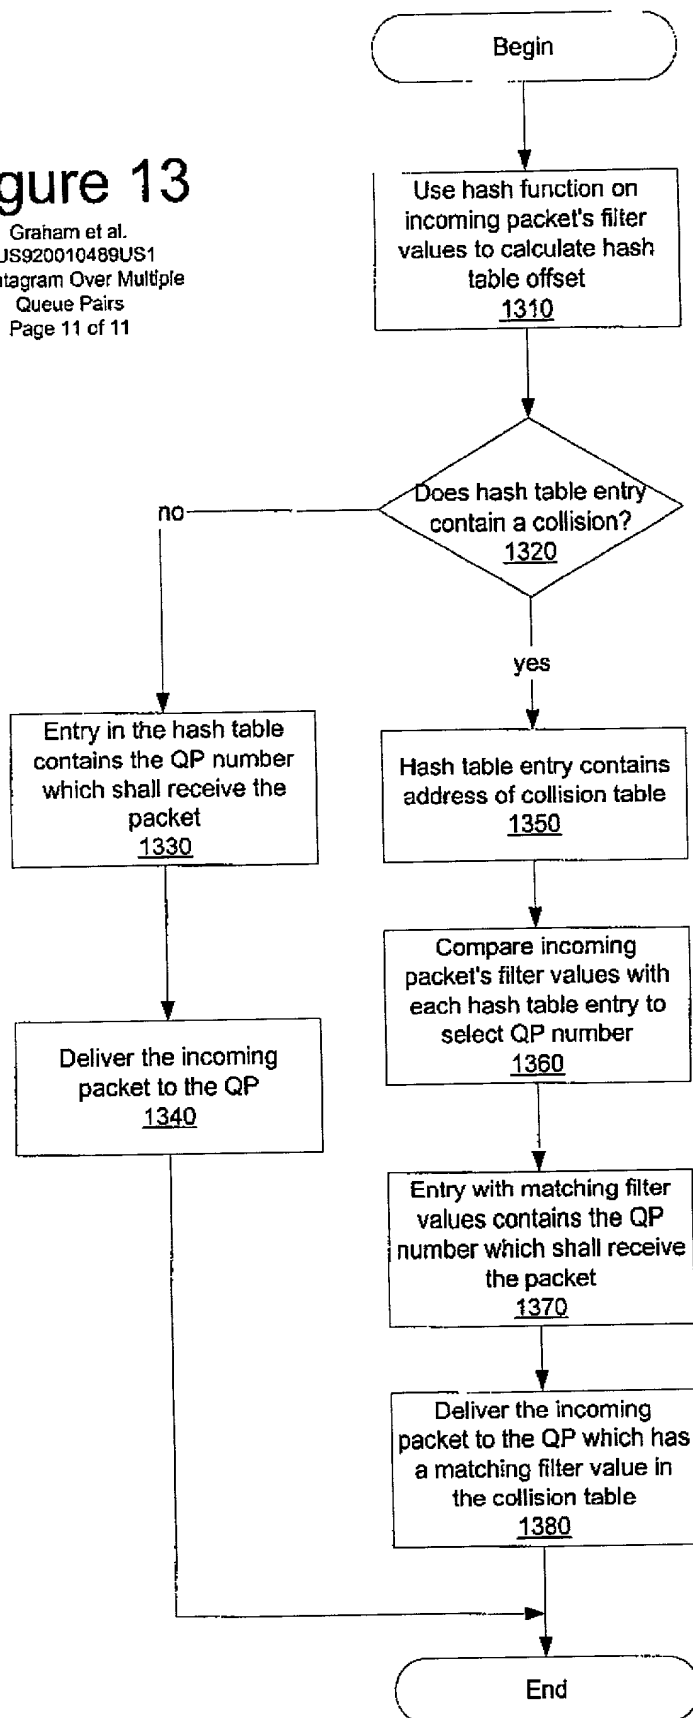 Begin
gure 13
Graham et al.
US920010489US1
tagram Over Multiple
Queue Pairs
Page 11 of 11
Use hash function on
incoming packet's filter
values to calculate hash
table offset
1310
Does hash table entry
contain a collision?
1320
no
yes
Entry in the hash table
contains the QP number
which shall receive the
packet
1330
Hash table entry contains
address of collision table
1350
Compare incoming
packet's filter values with
each hash table entry to
select QP number
1360
Deliver the incoming
packet to the QP
1340
Entry with matching filter
values contains the QP
number which shall receive
the packet
1370
Deliver the incoming
packet to the QP which has
a matching filter value in
the collision table
1380
End